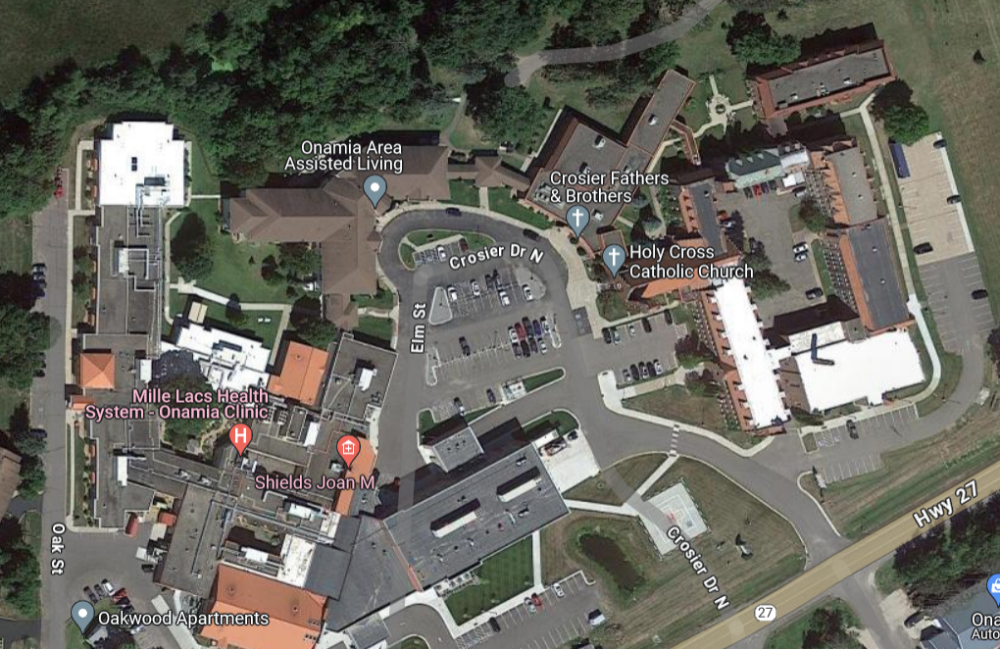 Onamia Area
Assisted Living
Crosier Fathers
& Brothers
Crosier Dr N
Holy Cross
Catholic Church
Elm St
Mille Lacs Health
System - Onamia Clinic
H
Shields Joan M
Hwy 27
Oak St
Crosier Dr N
27
Oakwood Apartments
Ona
Auto